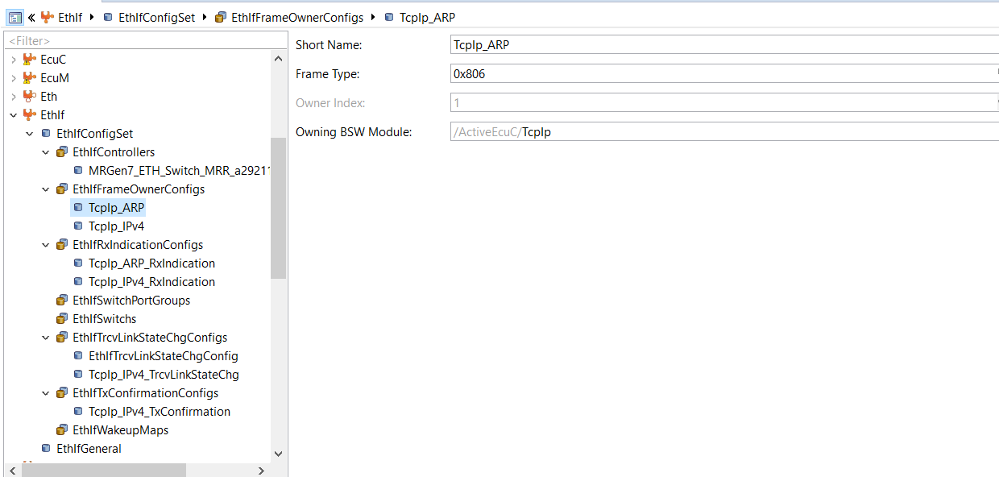 « EthIf EthIfConfigSet EthIfFrameOwnerConfigs TcpIp_ARP
<Filter>
EcuC
EcuM
Eth
EthIf
EthIfConfigSet
EthIfControllers
MRGen7_ETH_Switch_MRR_a2921
EthIfFrameOwnerConfigs
TcpIp_ARP
TcpIp_IPv4
EthIfRxIndicationConfigs
TcpIp_ARP_RxIndication
TcpIp_IPv4_RxIndication
EthIfSwitchPortGroups
EthIfSwitchs
EthIfTrcvLinkStateChgConfigs
EthIfTrcvLinkStateChgConfig
TcpIp_IPv4_TrcvLinkStateChg
EthIfTxConfirmationConfigs
TcpIp_IPv4_TxConfirmation
EthIfWakeupMaps
EthIfGeneral
Short Name: TcpIp_ARP
Frame Type: 0x806
Owner Index: 1
Owning BSW Module: /ActiveEcuC/TcpIp